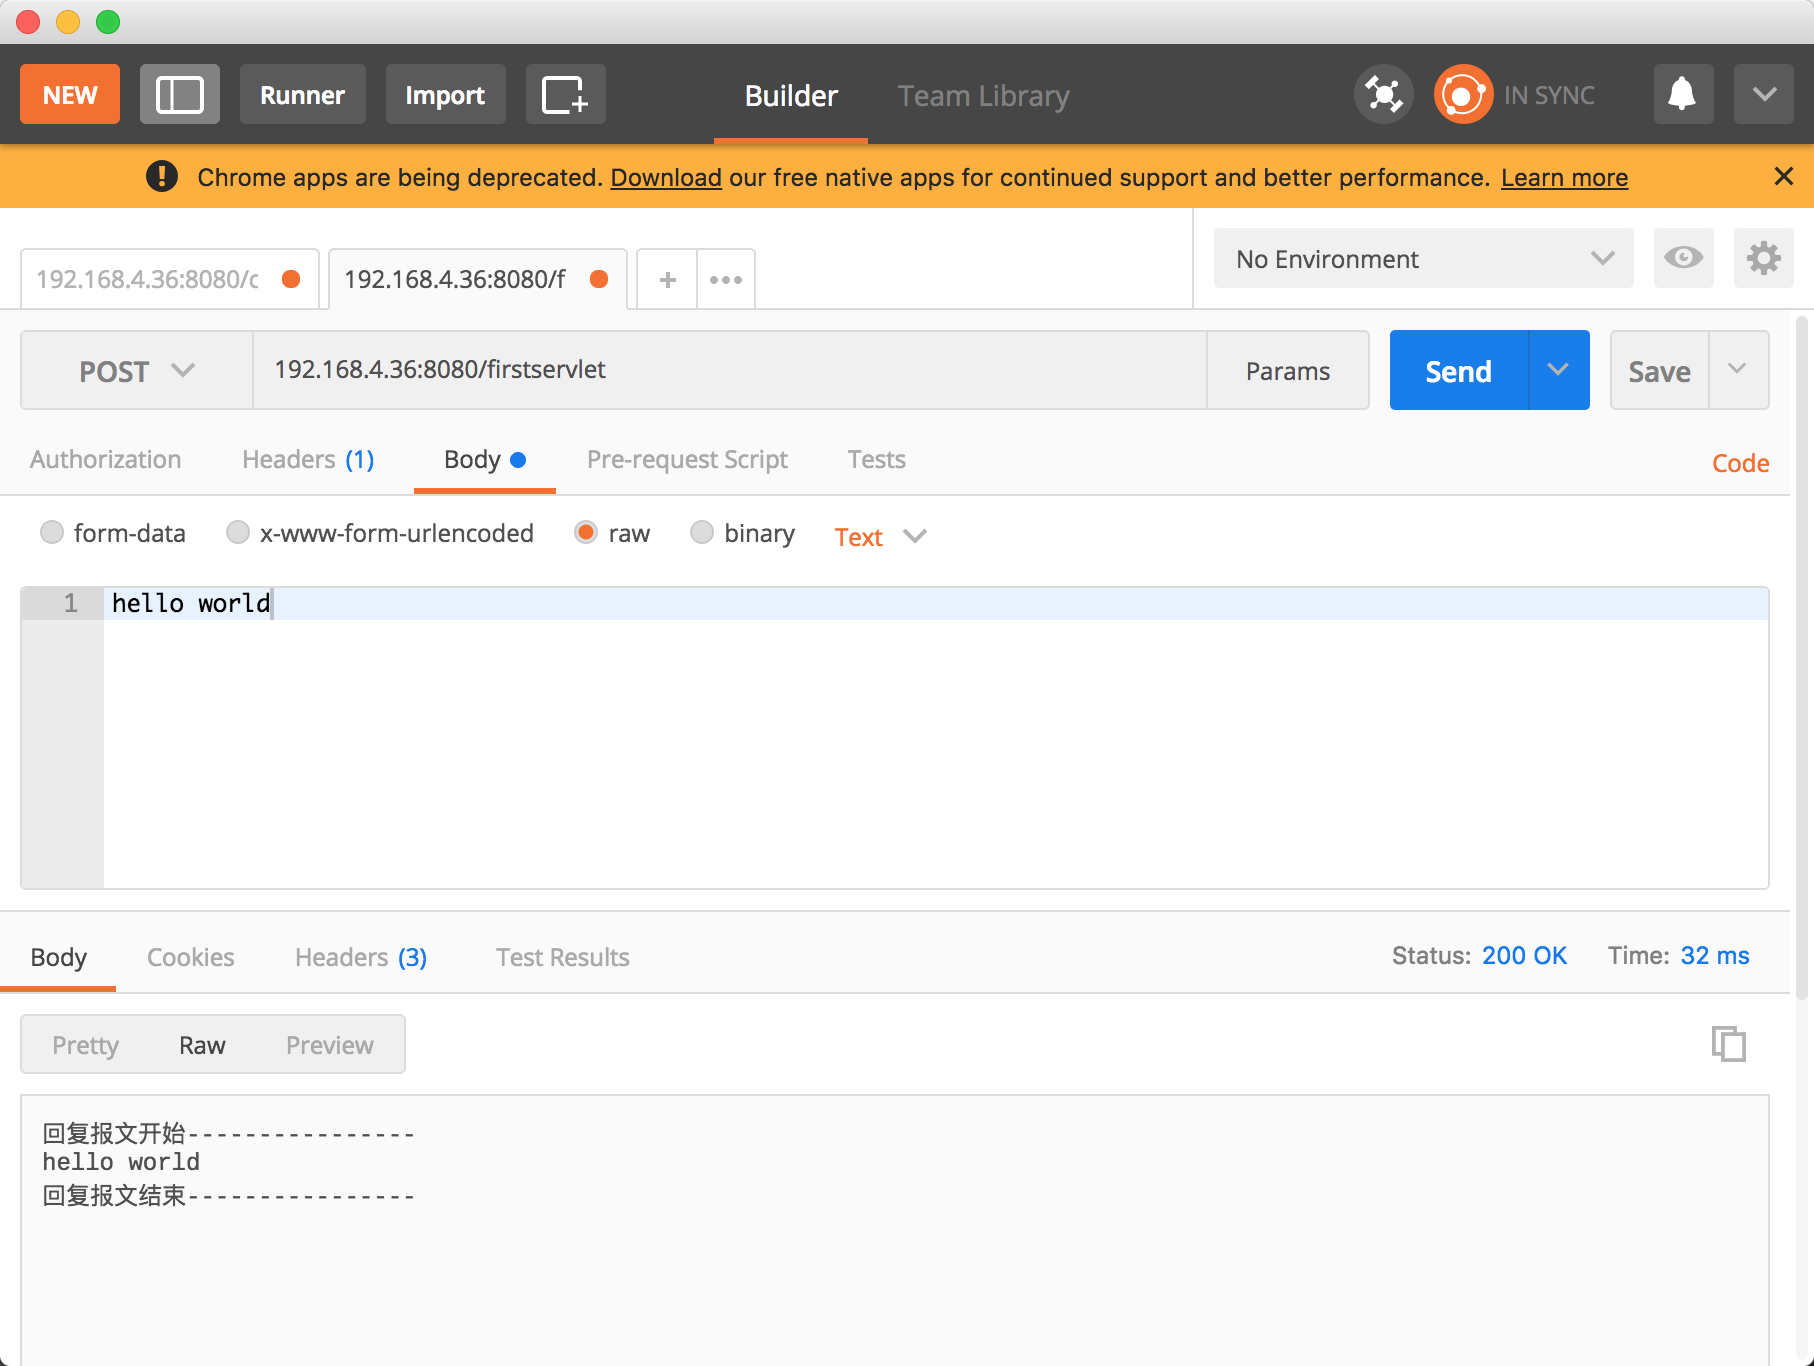 NEW Runner Import Builder Team Library IN SYNC
Chrome apps are being deprecated. Download our free native apps for continued support and better performance. Learn more
192.168.4.36:8080/c 192.168.4.36:8080/f No Environment
POST 192.168.4.36:8080/firstservlet Params Send Save
Authorization Headers (1) Body Pre-request Script Tests Code
form-data x-www-form-urlencoded raw binary Text
1 hello world
Body Cookies Headers (3) Test Results Status: 200 OK Time: 32 ms
Pretty Raw Preview
回复报文开始----------------
hello world
回复报文结束----------------